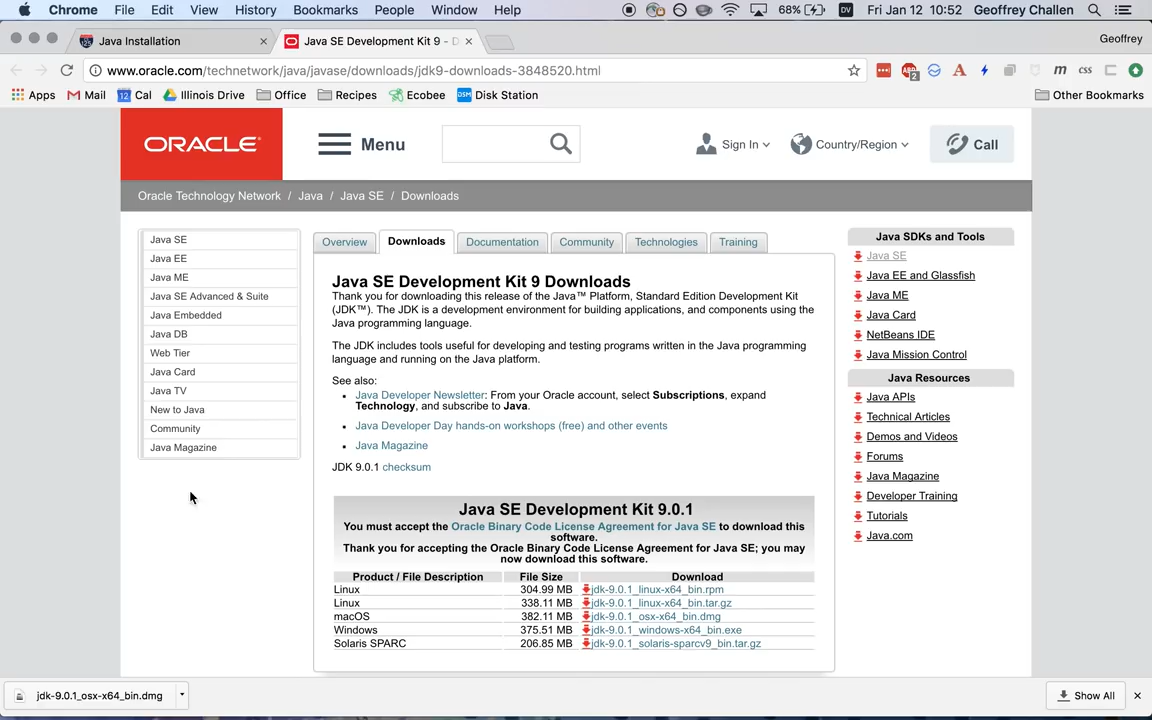 Chrome File Edit View History Bookmarks People Window Help 68% DV Fri Jan 12 10:52 Geoffrey Challen
Java Installation × Java SE Development Kit 9 - D × Geoffrey
www.oracle.com/technetwork/java/javase/downloads/jdk9-downloads-3848520.html ABP 2 A m css
Apps Mail 12 Cal Illinois Drive Office Recipes Ecobee DSM Disk Station Other Bookmarks
ORACLE Menu Sign In Country/Region Call
Oracle Technology Network / Java / Java SE / Downloads
Java SE
Java EE
Java ME
Java SE Advanced & Suite
Java Embedded
Java DB
Web Tier
Java Card
Java TV
New to Java
Community
Java Magazine
Overview Downloads Documentation Community Technologies Training
Java SE Development Kit 9 Downloads
Thank you for downloading this release of the Java™ Platform, Standard Edition Development Kit
(JDK™). The JDK is a development environment for building applications, and components using the
Java programming language.
The JDK includes tools useful for developing and testing programs written in the Java programming
language and running on the Java platform.
See also:
Java Developer Newsletter: From your Oracle account, select Subscriptions, expand
Technology, and subscribe to Java.
Java Developer Day hands-on workshops (free) and other events
Java Magazine
JDK 9.0.1 checksum
Java SE Development Kit 9.0.1
You must accept the Oracle Binary Code License Agreement for Java SE to download this
software.
Thank you for accepting the Oracle Binary Code License Agreement for Java SE; you may
now download this software.
Product / File Description File Size Download
Linux 304.99 MB jdk-9.0.1_linux-x64_bin.rpm
Linux 338.11 MB jdk-9.0.1_linux-x64_bin.tar.gz
macOS 382.11 MB jdk-9.0.1_osx-x64_bin.dmg
Windows 375.51 MB jdk-9.0.1_windows-x64_bin.exe
Solaris SPARC 206.85 MB jdk-9.0.1_solaris-sparcv9_bin.tar.gz
Java SDKs and Tools
Java SE
Java EE and Glassfish
Java ME
Java Card
NetBeans IDE
Java Mission Control
Java Resources
Java APIs
Technical Articles
Demos and Videos
Forums
Java Magazine
Developer Training
Tutorials
Java.com
jdk-9.0.1_osx-x64_bin.dmg Show All ×